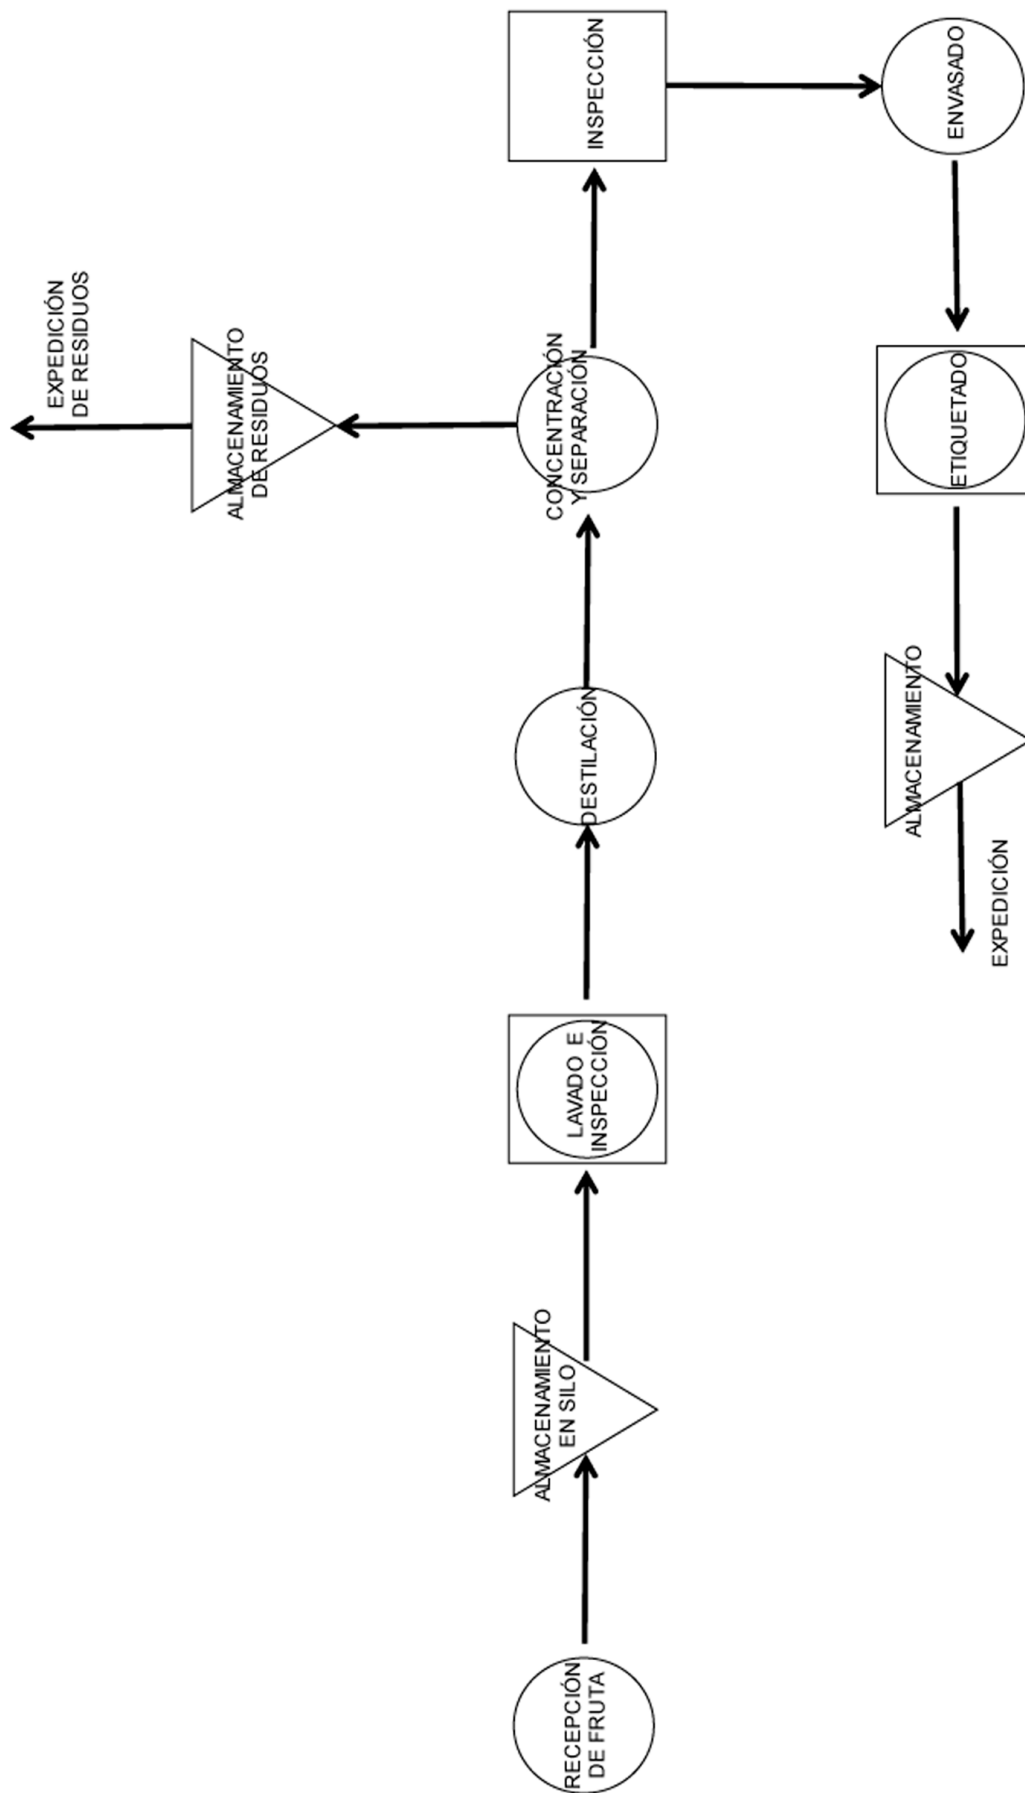 RECEPCIÓN
DE FRUTA
ALMACENAMIENTO
EN SILO
LAVADO E
INSPECCIÓN
DESTILACIÓN
CONCENTRACIÓN
Y SEPARACIÓN
ALMACENAMIENTO
DE RESIDUOS
EXPEDICIÓN
DE RESIDUOS
INSPECCIÓN
ENVASADO
ETIQUETADO
ALMACENAMIENTO
EXPEDICIÓN